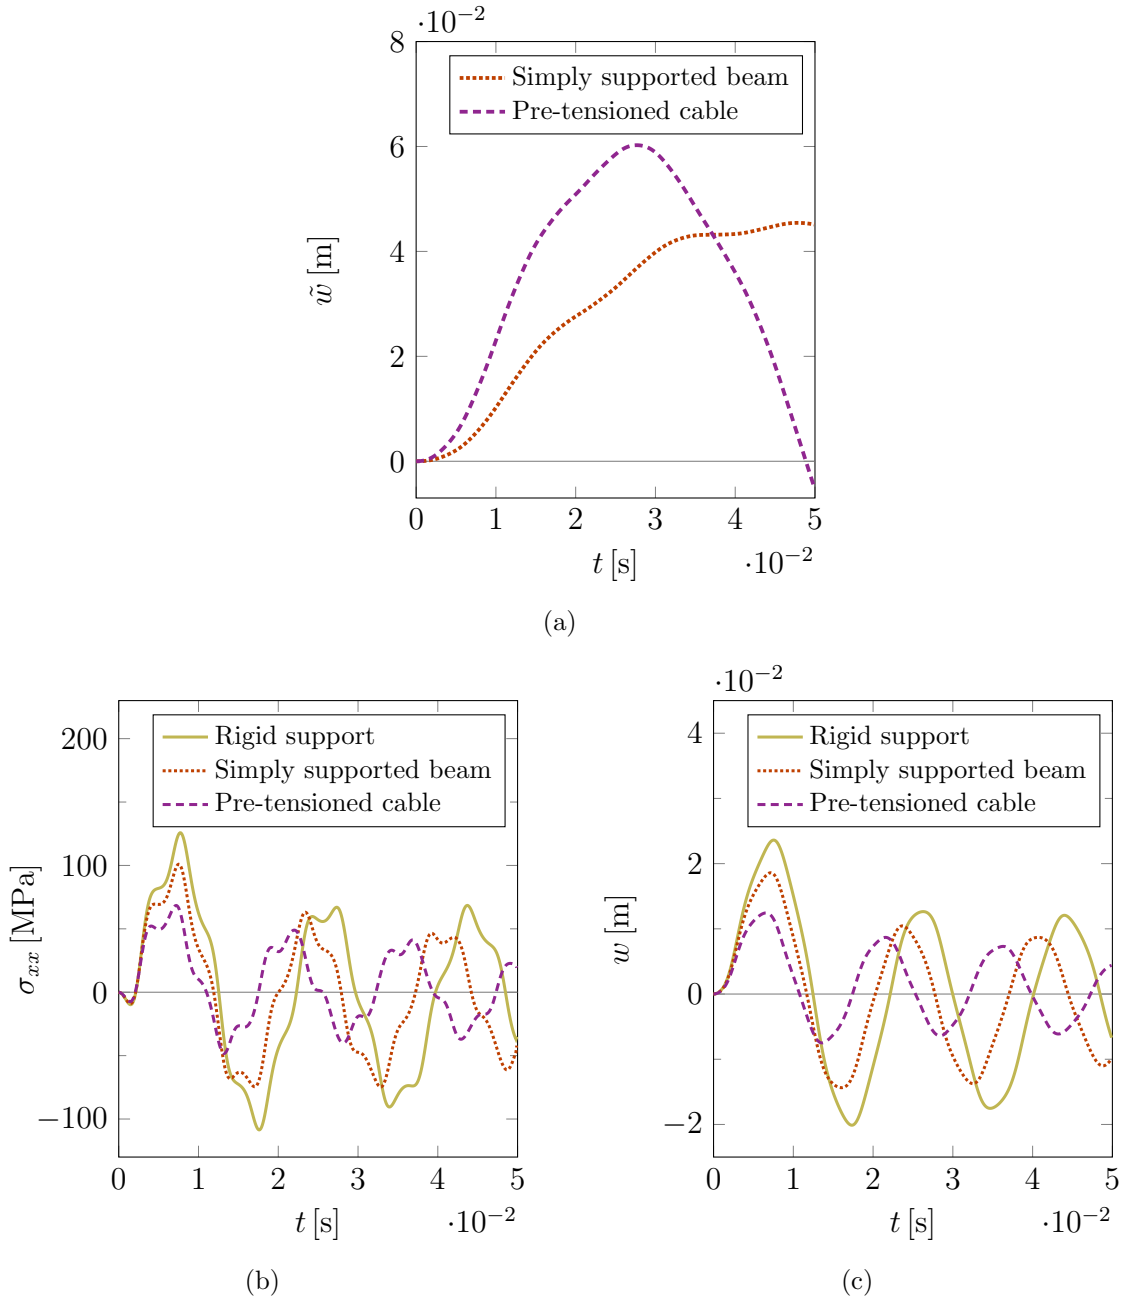 ·10⁻²
8
6
4
2
0
w̃ [m]
Simply supported beam
Pre-tensioned cable
0 1 2 3 4 5
t [s] ·10⁻²
(a)
200
100
0
−100
σxx [MPa]
Rigid support
Simply supported beam
Pre-tensioned cable
0 1 2 3 4 5
t [s] ·10⁻²
(b)
·10⁻²
4
2
0
−2
w [m]
Rigid support
Simply supported beam
Pre-tensioned cable
0 1 2 3 4 5
t [s] ·10⁻²
(c)